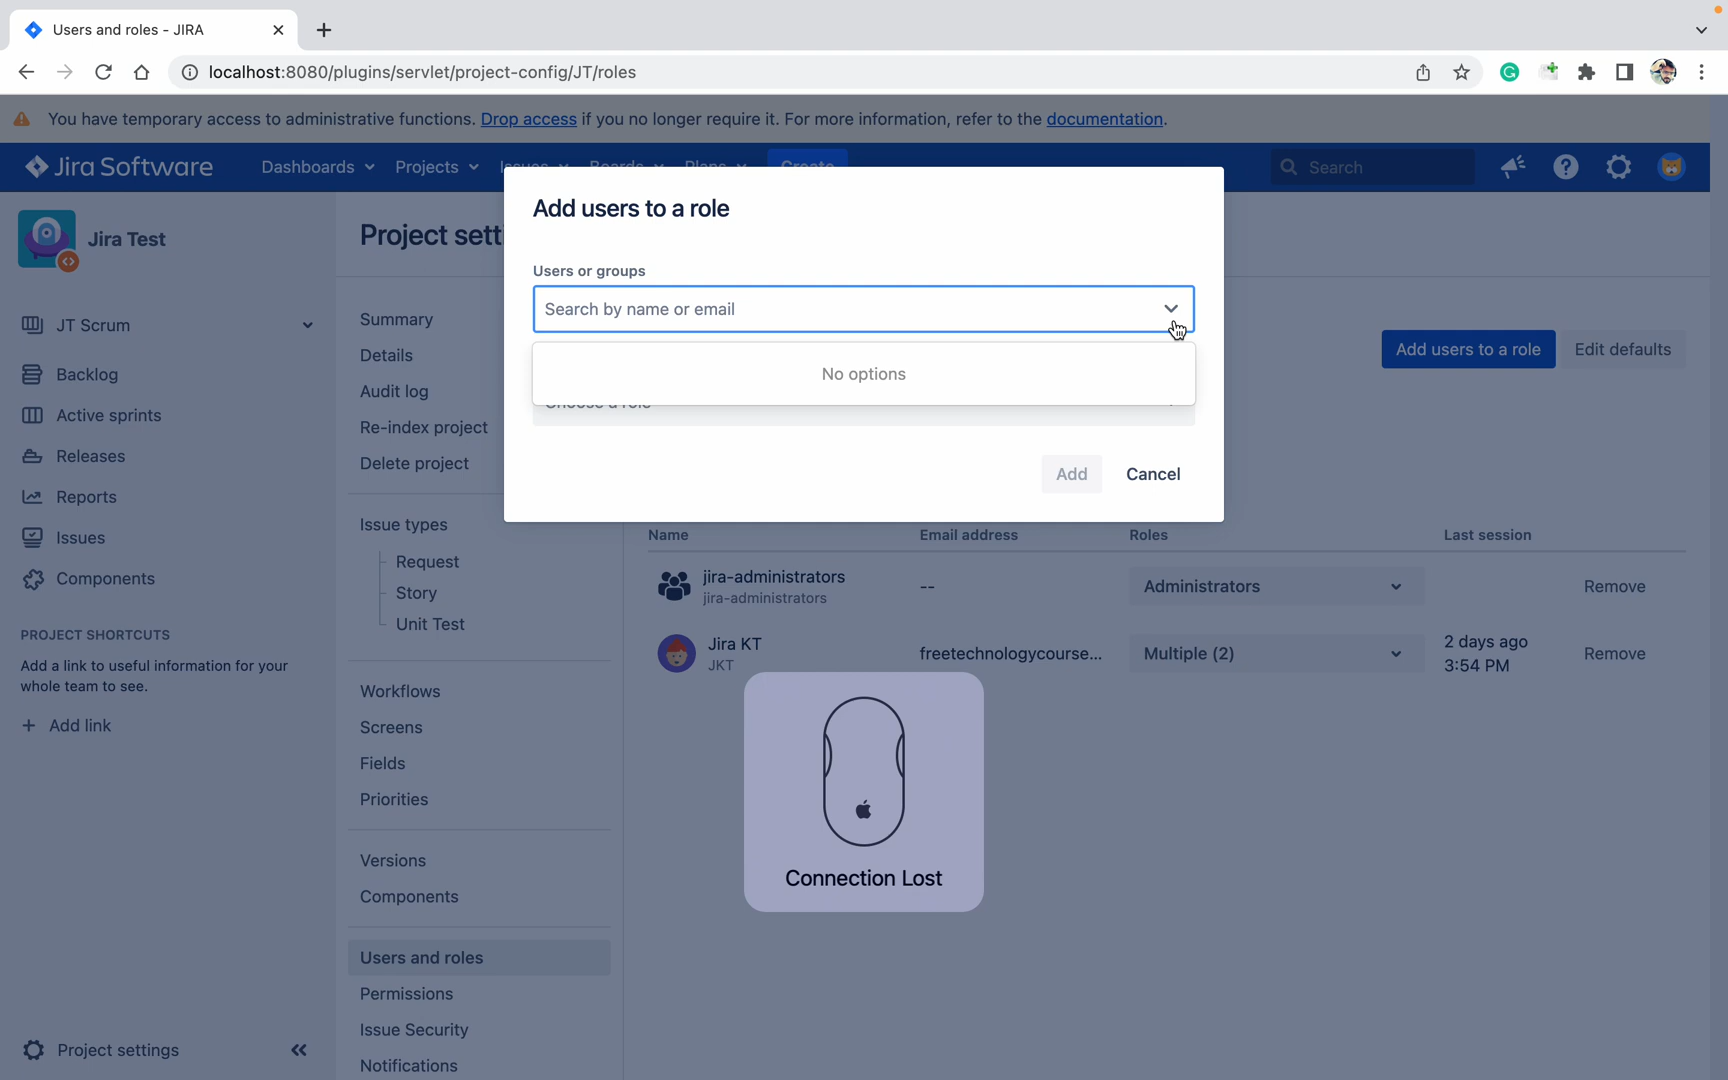 Users and roles - JIRA
localhost:8080/plugins/servlet/project-config/JT/roles
You have temporary access to administrative functions. Drop access if you no longer require it. For more information, refer to the documentation.
Jira Software
Dashboards
Projects
Issues
Boards
Plans
Create
Search
Jira Test
JT Scrum
Backlog
Active sprints
Releases
Reports
Issues
Components
PROJECT SHORTCUTS
Add a link to useful information for your
whole team to see.
+ Add link
Project settings
Project sett
Summary
Details
Audit log
Re-index project
Delete project
Issue types
Request
Story
Unit Test
Workflows
Screens
Fields
Priorities
Versions
Components
Users and roles
Permissions
Issue Security
Notifications
Add users to a role
Users or groups
Search by name or email
No options
Choose a role
Add
Cancel
Add users to a role
Edit defaults
Name Email address Roles Last session
jira-administrators
jira-administrators
--
Administrators
Remove
Jira KT
JKT
freetechnologycourse...
Multiple (2)
2 days ago
3:54 PM
Remove
Connection Lost